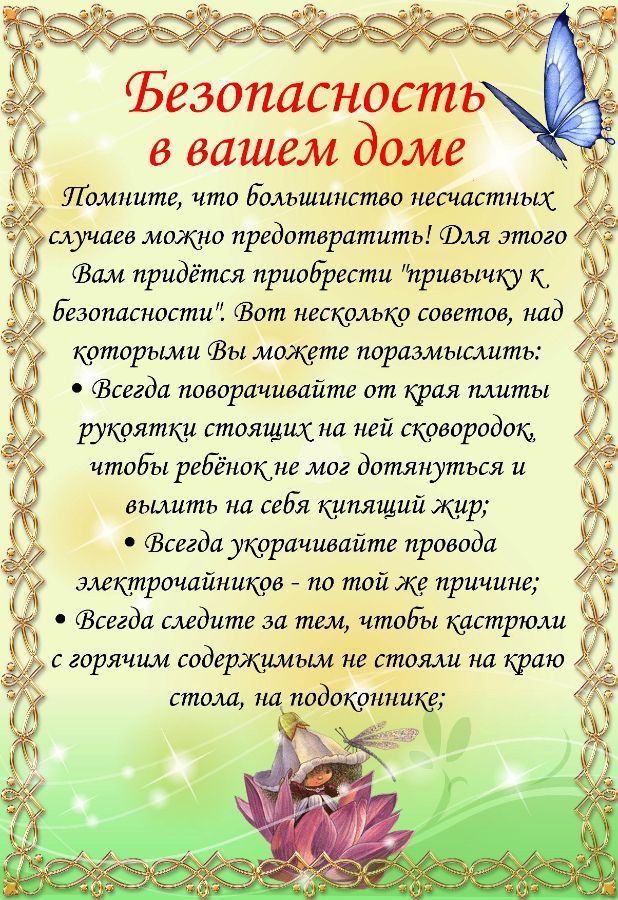 Безопасность
в вашем доме
Помните, что большинство несчастных
случаев можно предотвратить! Для этого
Вам придётся приобрести "привычку к
безопасности". Вот несколько советов, над
которыми Вы можете поразмыслить:
• Всегда поворачивайте от края плиты
рукоятки стоящих на ней сковородок,
чтобы ребёнок не мог дотянуться и
вылить на себя кипящий жир;
• Всегда укорачивайте провода
электрочайников - по той же причине;
• Всегда следите за тем, чтобы кастрюли
с горячим содержимым не стояли на краю
стола, на подоконнике;